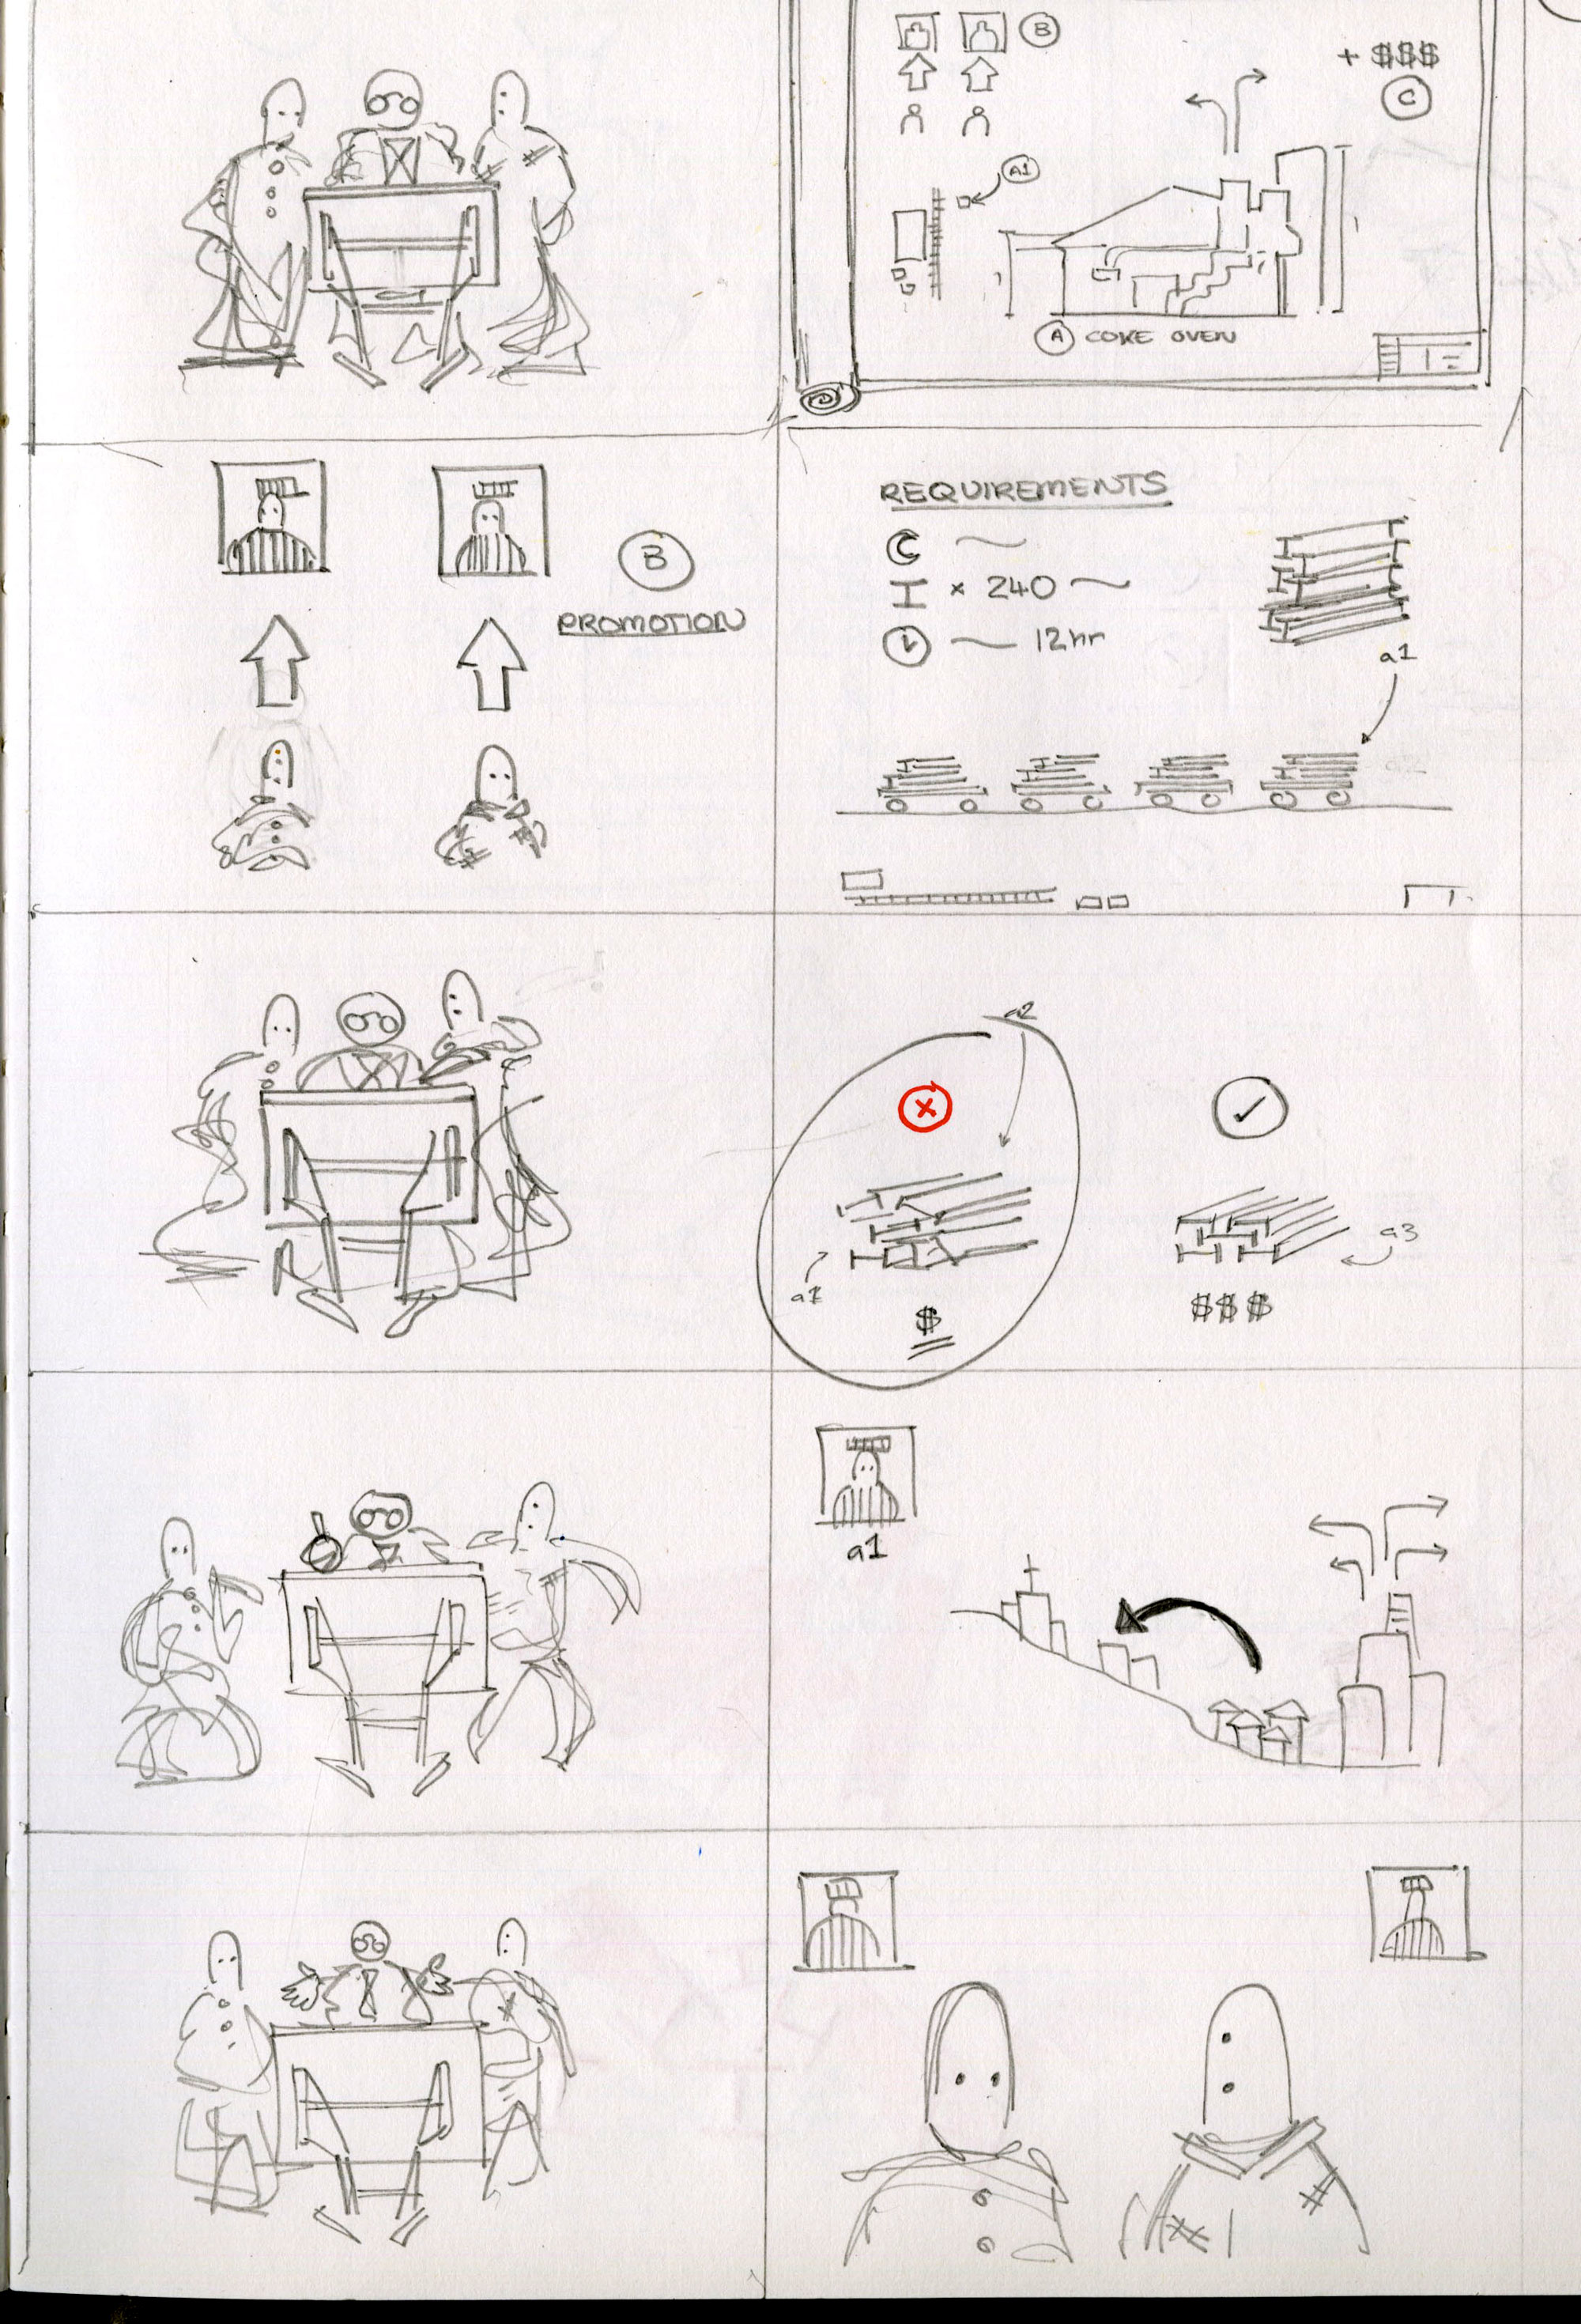 B
+ $$$
C
A1
A COKE OVEN
B
PROMOTION
REQUIREMENTS
C
I x 240
12hr
a1
a2
a1
$
a3
$$$
a1